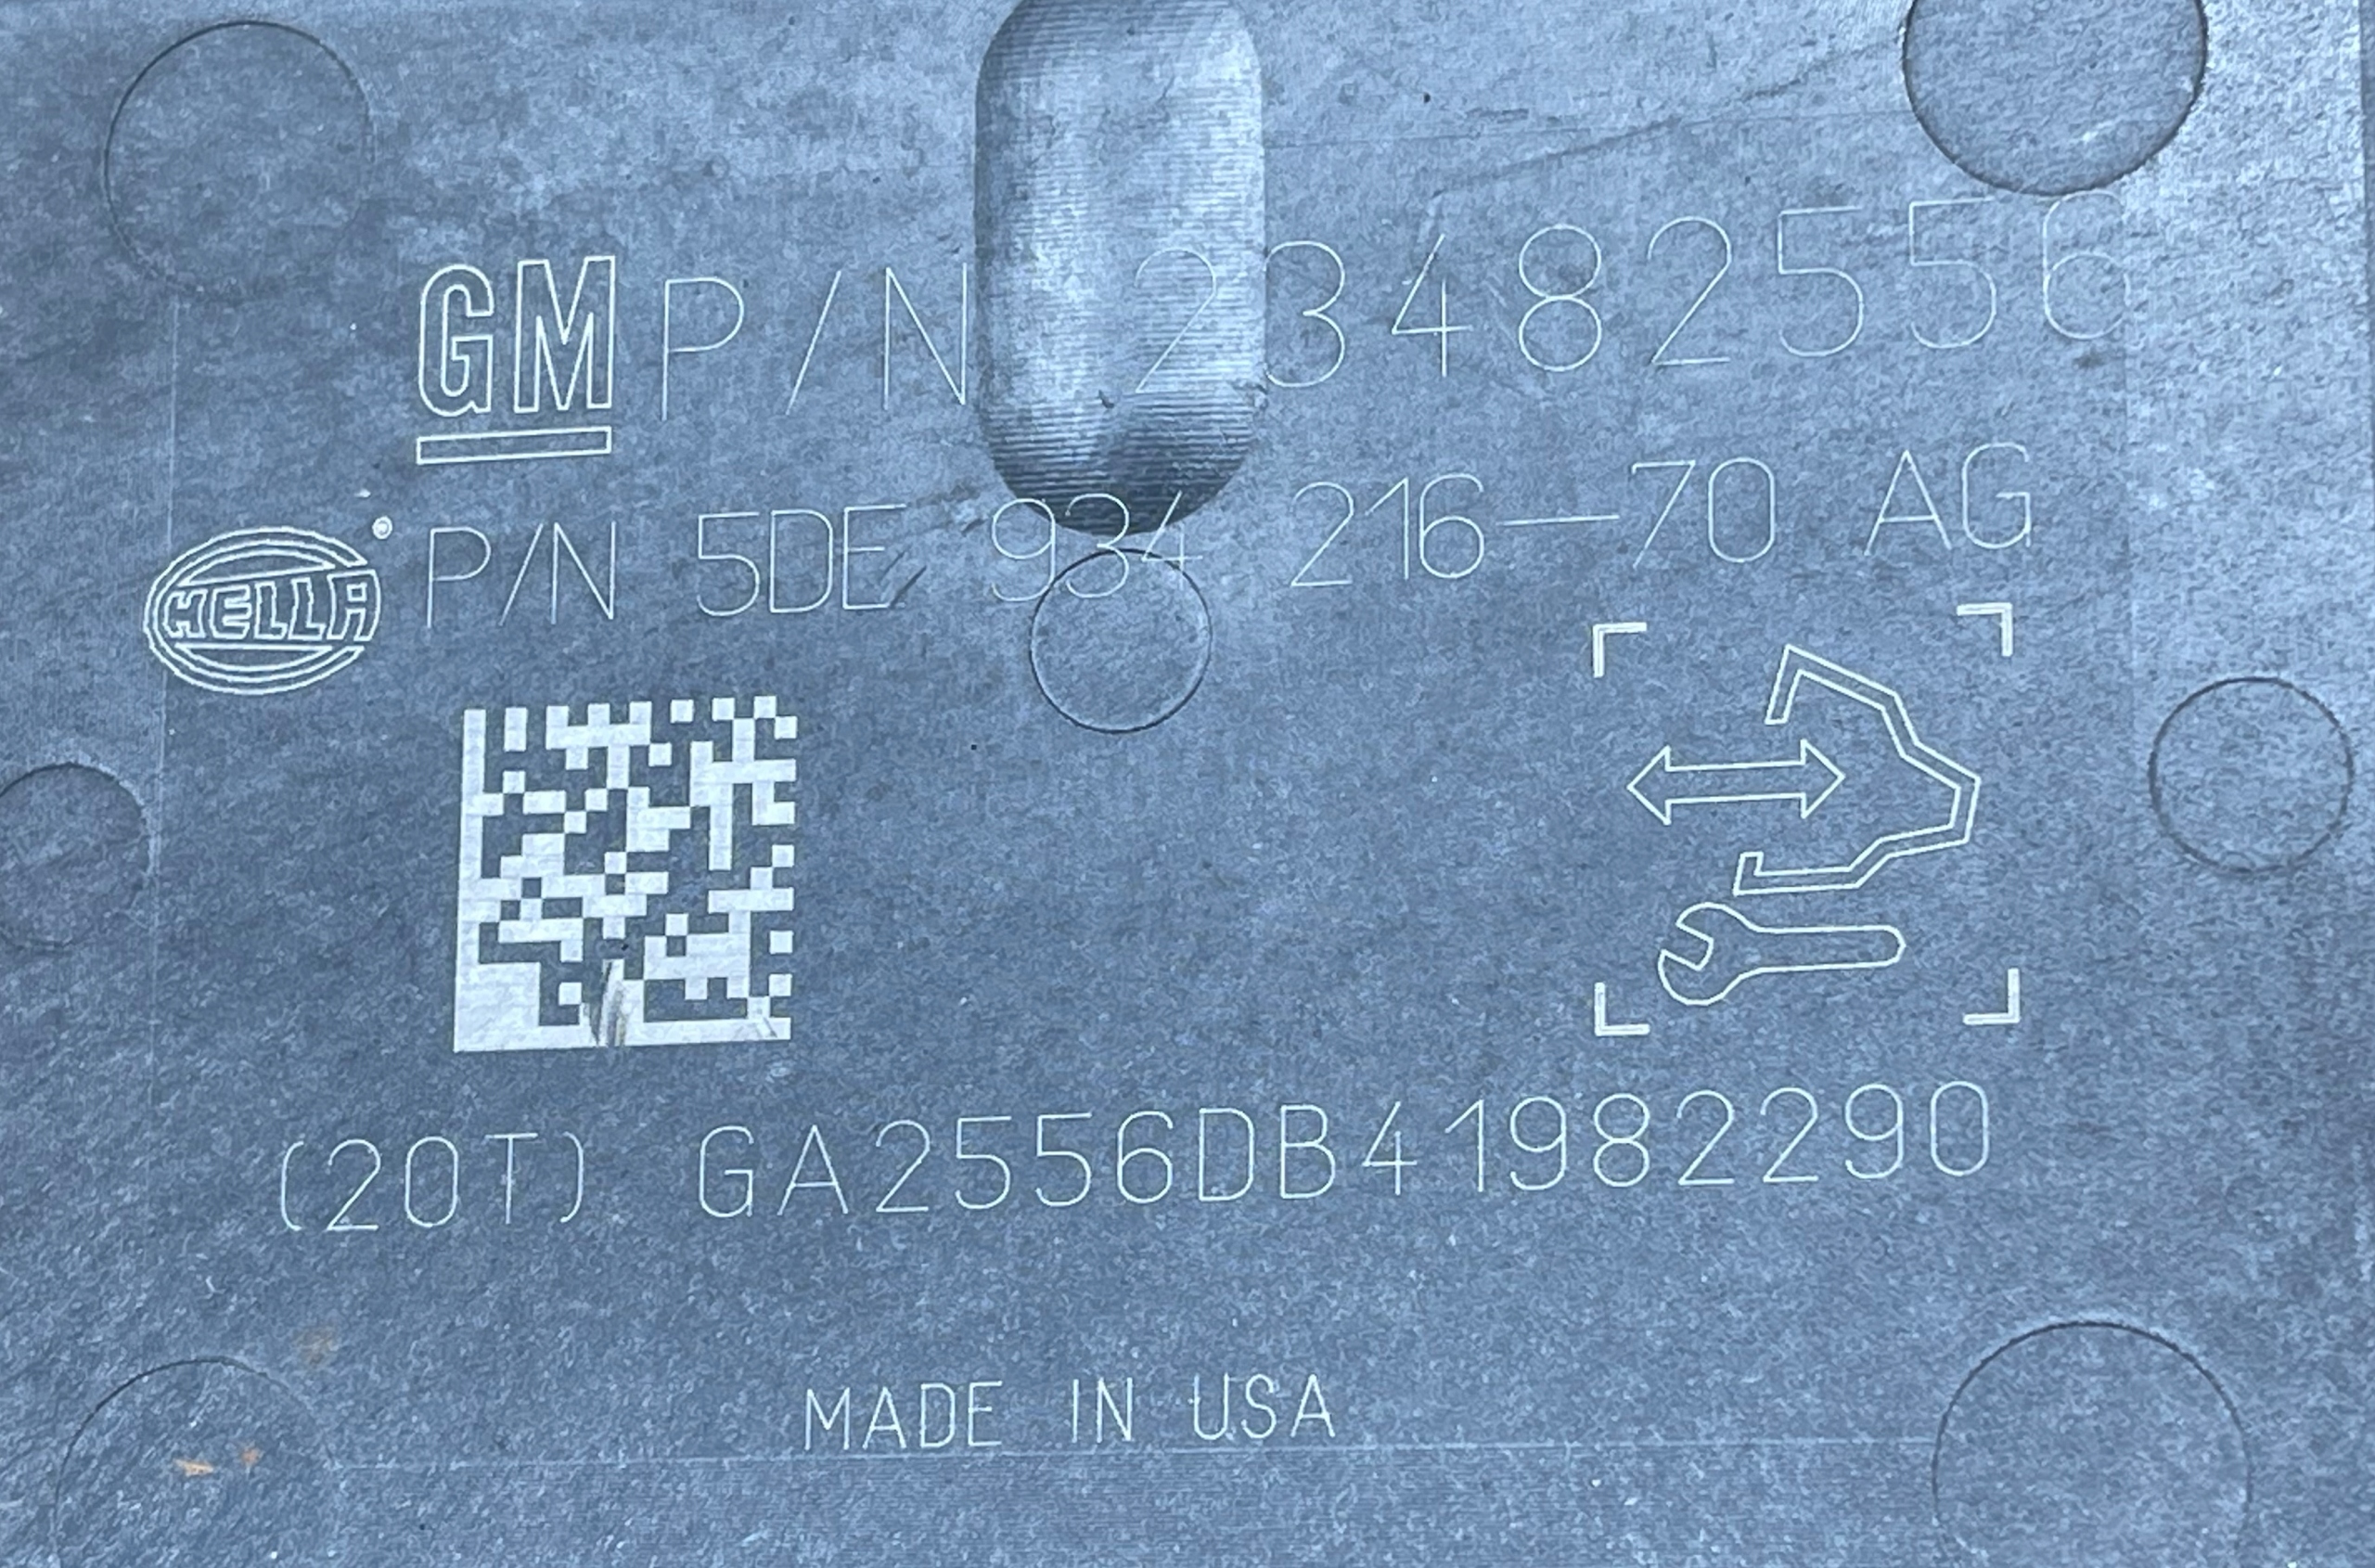 GM P/N 23482556
HELLA P/N 5DE 934 216-70 AG
(20T) GA2556DB41982290
MADE IN USA